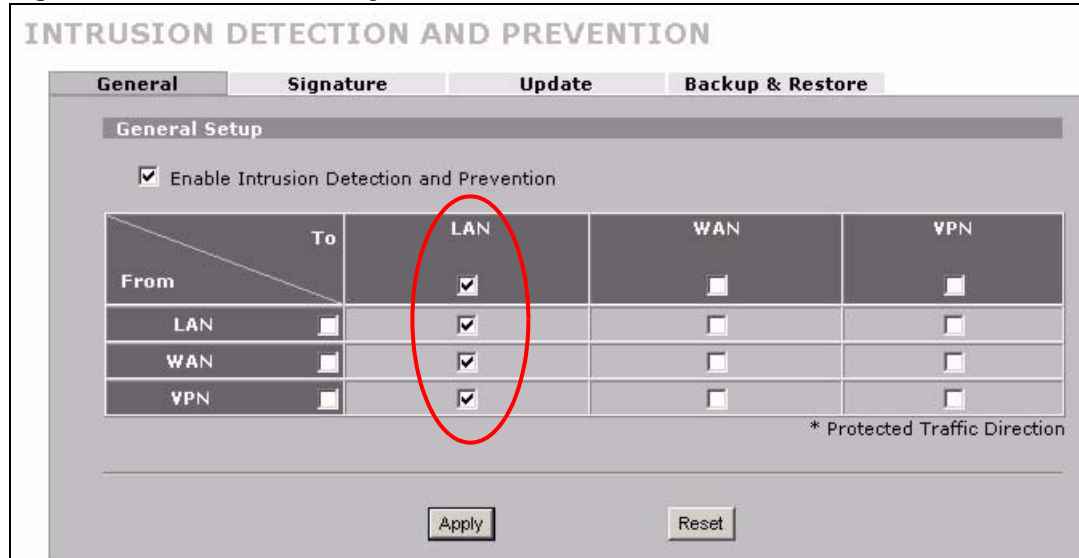 INTRUSION DETECTION AND PREVENTION
General Signature Update Backup & Restore
General Setup
Enable Intrusion Detection and Prevention
To LAN WAN VPN
From
LAN
WAN
VPN
* Protected Traffic Direction
Apply Reset